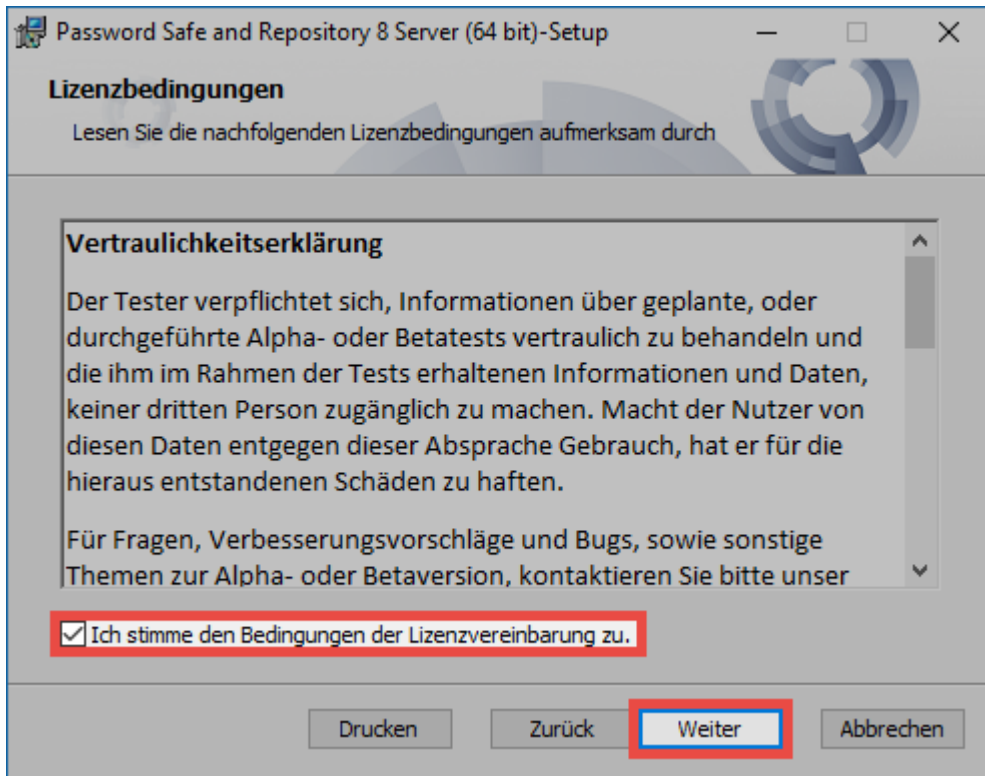 Password Safe and Repository 8 Server (64 bit)-Setup
Lizenzbedingungen
Lesen Sie die nachfolgenden Lizenzbedingungen aufmerksam durch
Vertraulichkeitserklärung
Der Tester verpflichtet sich, Informationen über geplante, oder
durchgeführte Alpha- oder Betatests vertraulich zu behandeln und
die ihm im Rahmen der Tests erhaltenen Informationen und Daten,
keiner dritten Person zugänglich zu machen. Macht der Nutzer von
diesen Daten entgegen dieser Absprache Gebrauch, hat er für die
hieraus entstandenen Schäden zu haften.
Für Fragen, Verbesserungsvorschläge und Bugs, sowie sonstige
Themen zur Alpha- oder Betaversion, kontaktieren Sie bitte unser
Ich stimme den Bedingungen der Lizenzvereinbarung zu.
Drucken Zurück Weiter Abbrechen